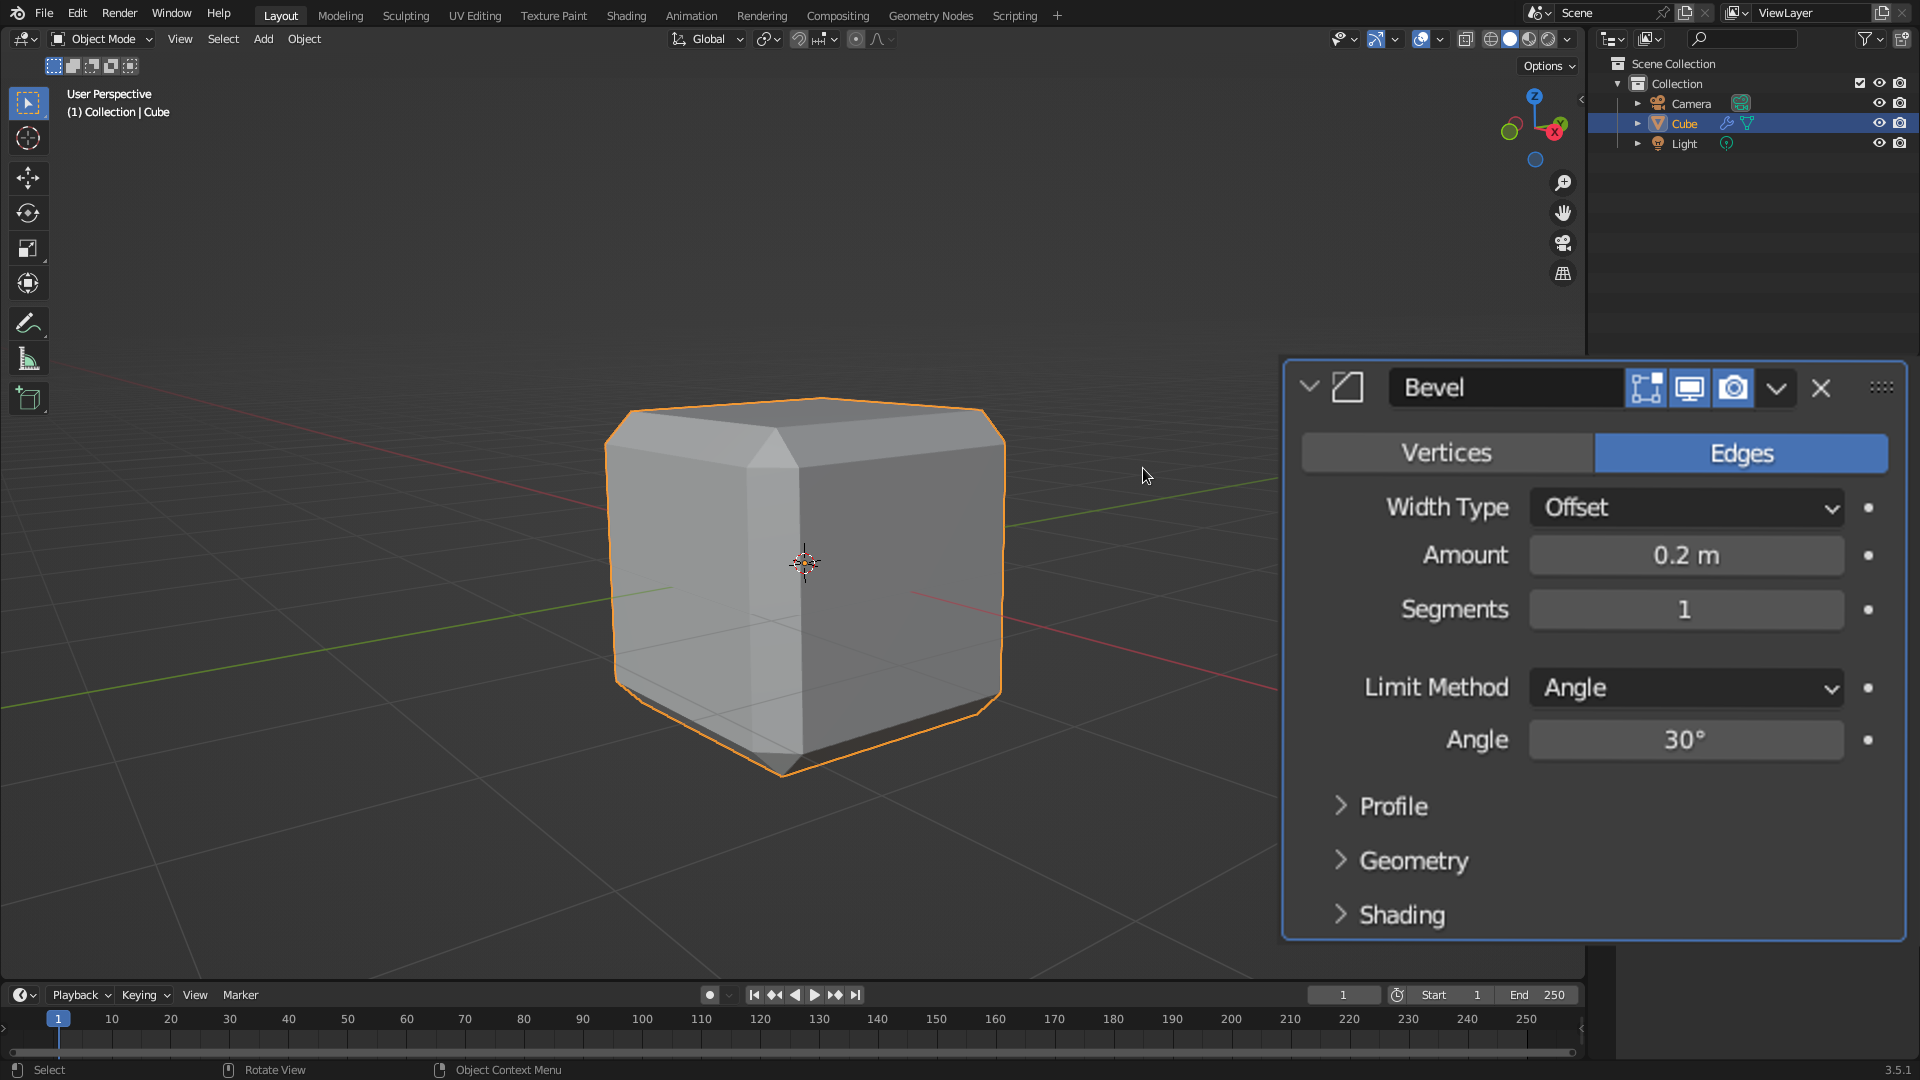 File Edit Render Window Help Layout Modeling Sculpting UV Editing Texture Paint Shading Animation Rendering Compositing Geometry Nodes Scripting + Scene ViewLayer
Object Mode View Select Add Object Global
Options
User Perspective
(1) Collection | Cube
Z
Y
X
Scene Collection
Collection
Camera
Cube
Light
Bevel
Vertices Edges
Width Type Offset
Amount 0.2 m
Segments 1
Limit Method Angle
Angle 30°
Profile
Geometry
Shading
Playback Keying View Marker 1 Start 1 End 250
1 10 20 30 40 50 60 70 80 90 100 110 120 130 140 150 160 170 180 190 200 210 220 230 240 250
Select Rotate View Object Context Menu 3.5.1